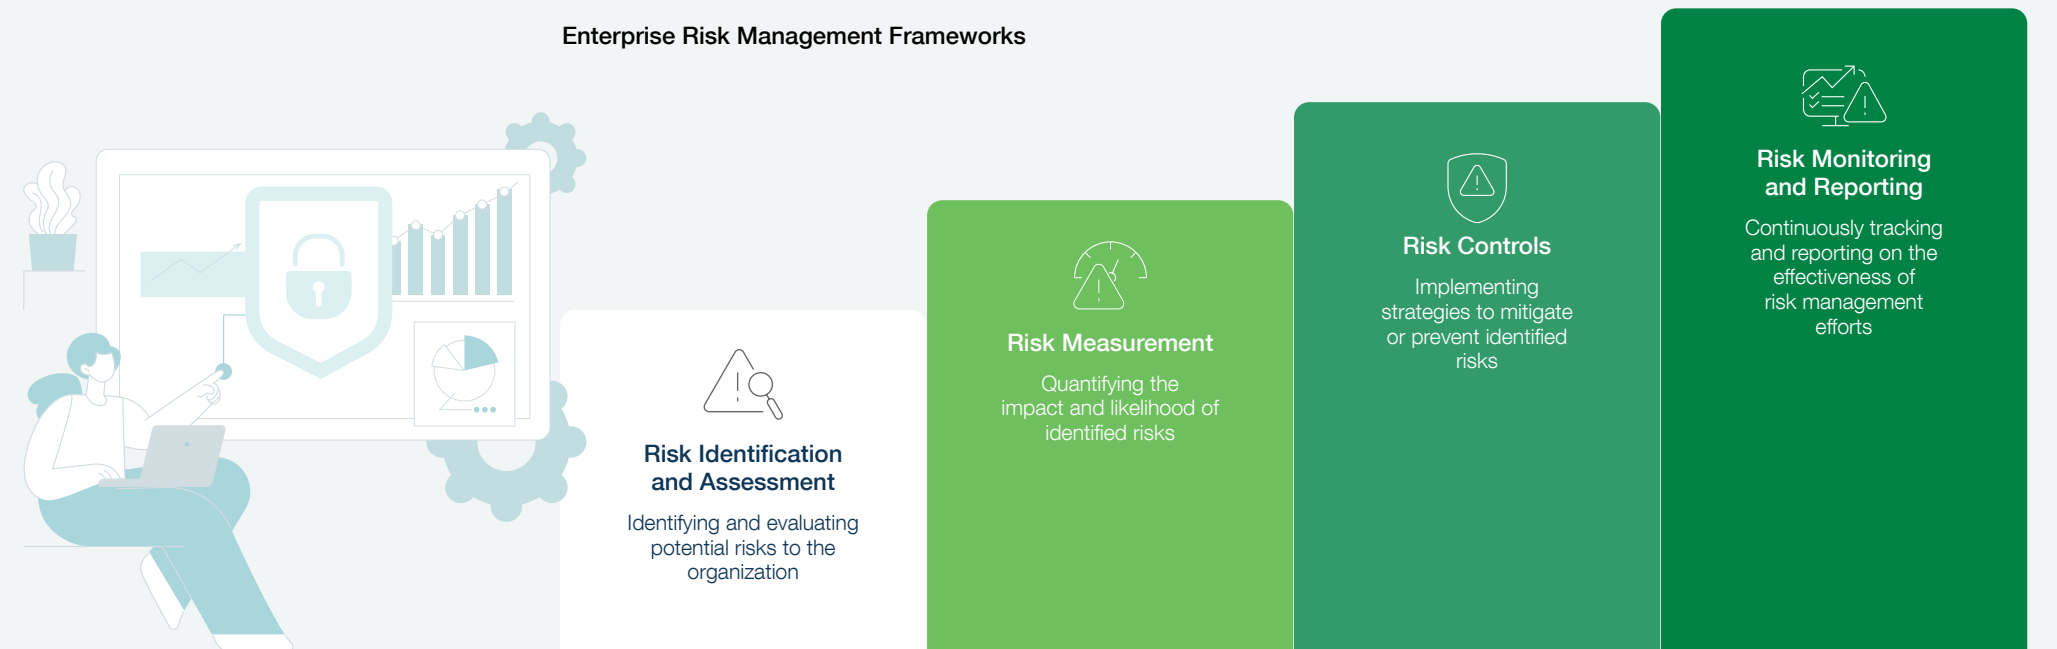 Enterprise Risk Management Frameworks
Risk Identification
and Assessment
Identifying and evaluating
potential risks to the
organization
Risk Measurement
Quantifying the
impact and likelihood of
identified risks
Risk Controls
Implementing
strategies to mitigate
or prevent identified
risks
Risk Monitoring
and Reporting
Continuously tracking
and reporting on the
effectiveness of
risk management
efforts